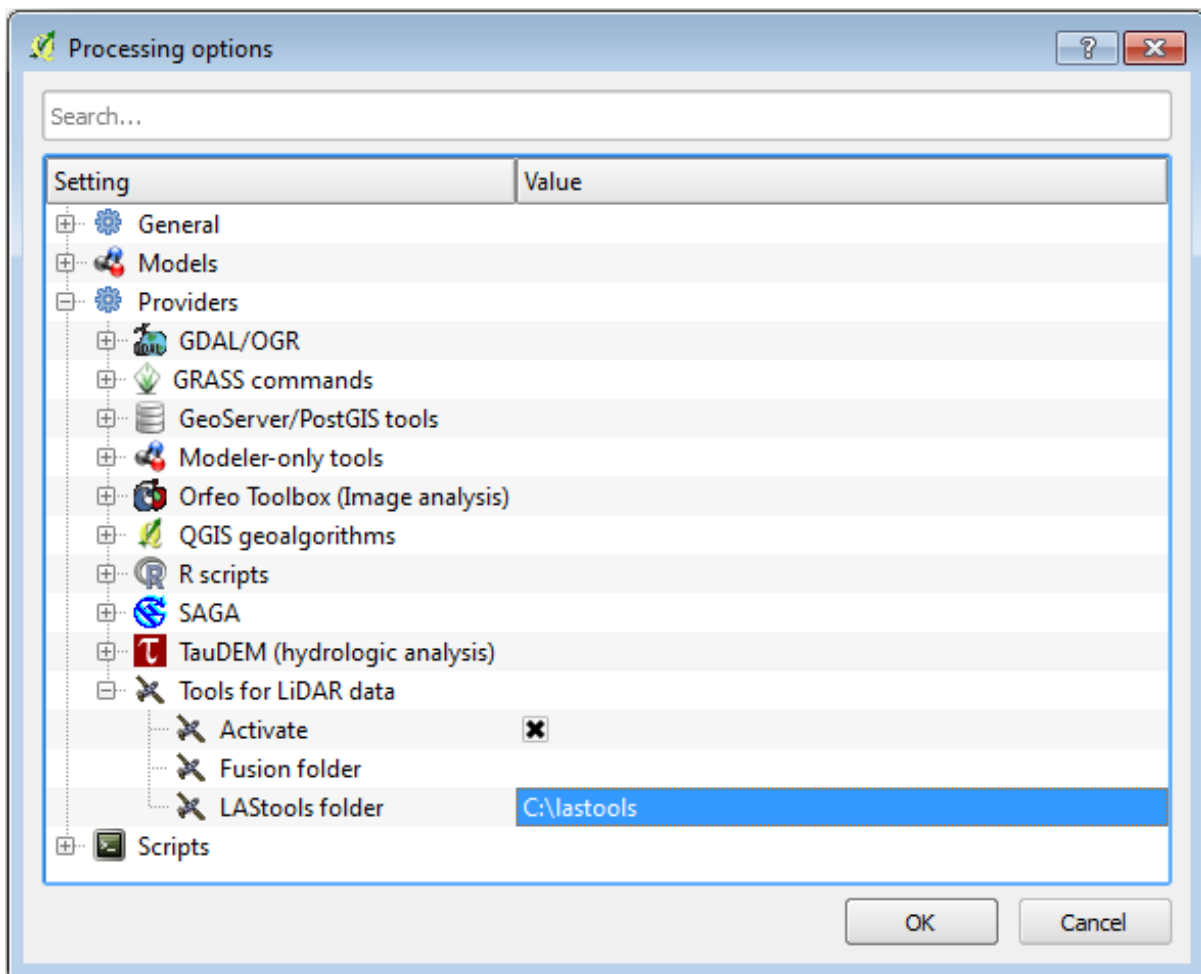 Processing options
Search...
Setting Value
General
Models
Providers
GDAL/OGR
GRASS commands
GeoServer/PostGIS tools
Modeler-only tools
Orfeo Toolbox (Image analysis)
QGIS geoalgorithms
R scripts
SAGA
TauDEM (hydrologic analysis)
Tools for LiDAR data
Activate
Fusion folder
LAStools folder C:\lastools
Scripts
OK Cancel